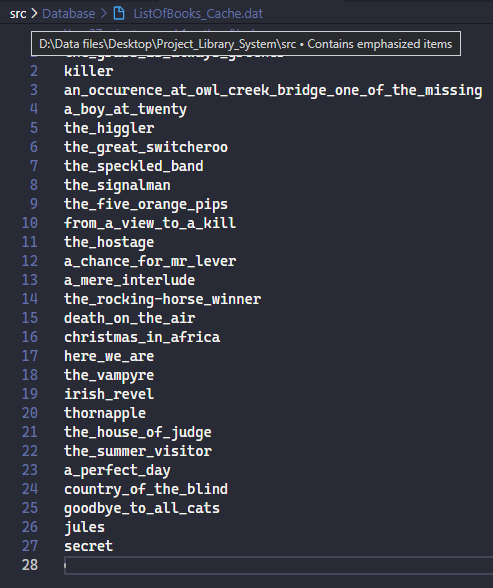 src > Database > ListOfBooks_Cache.dat
D:\Data files\Desktop\Project_Library_System\src • Contains emphasized items
2 killer
3 an_occurence_at_owl_creek_bridge_one_of_the_missing
4 a_boy_at_twenty
5 the_higgler
6 the_great_switcheroo
7 the_speckled_band
8 the_signalman
9 the_five_orange_pips
10 from_a_view_to_a_kill
11 the_hostage
12 a_chance_for_mr_lever
13 a_mere_interlude
14 the_rocking-horse_winner
15 death_on_the_air
16 christmas_in_africa
17 here_we_are
18 the_vampyre
19 irish_revel
20 thornapple
21 the_house_of_judge
22 the_summer_visitor
23 a_perfect_day
24 country_of_the_blind
25 goodbye_to_all_cats
26 jules
27 secret
28